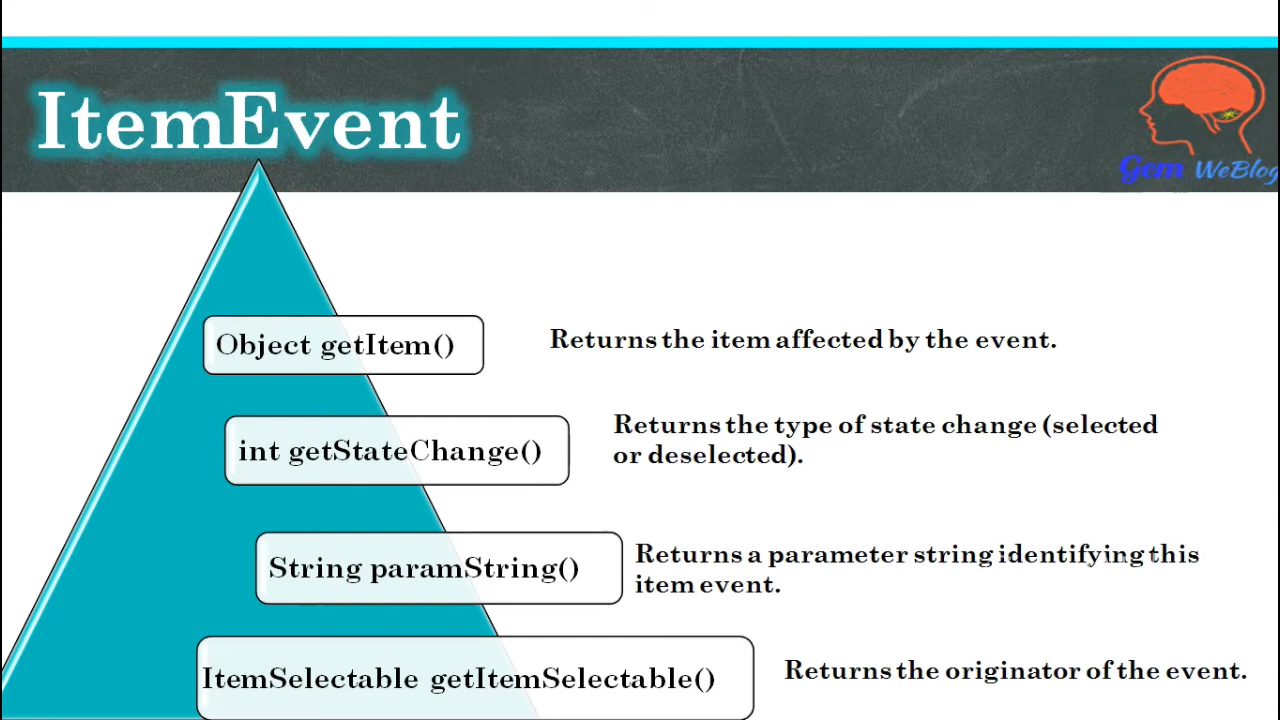 ItemEvent
Gem WeBlog
Object getItem()
Returns the item affected by the event.
int getStateChange()
Returns the type of state change (selected
or deselected).
String paramString()
Returns a parameter string identifying this
item event.
ItemSelectable getItemSelectable()
Returns the originator of the event.